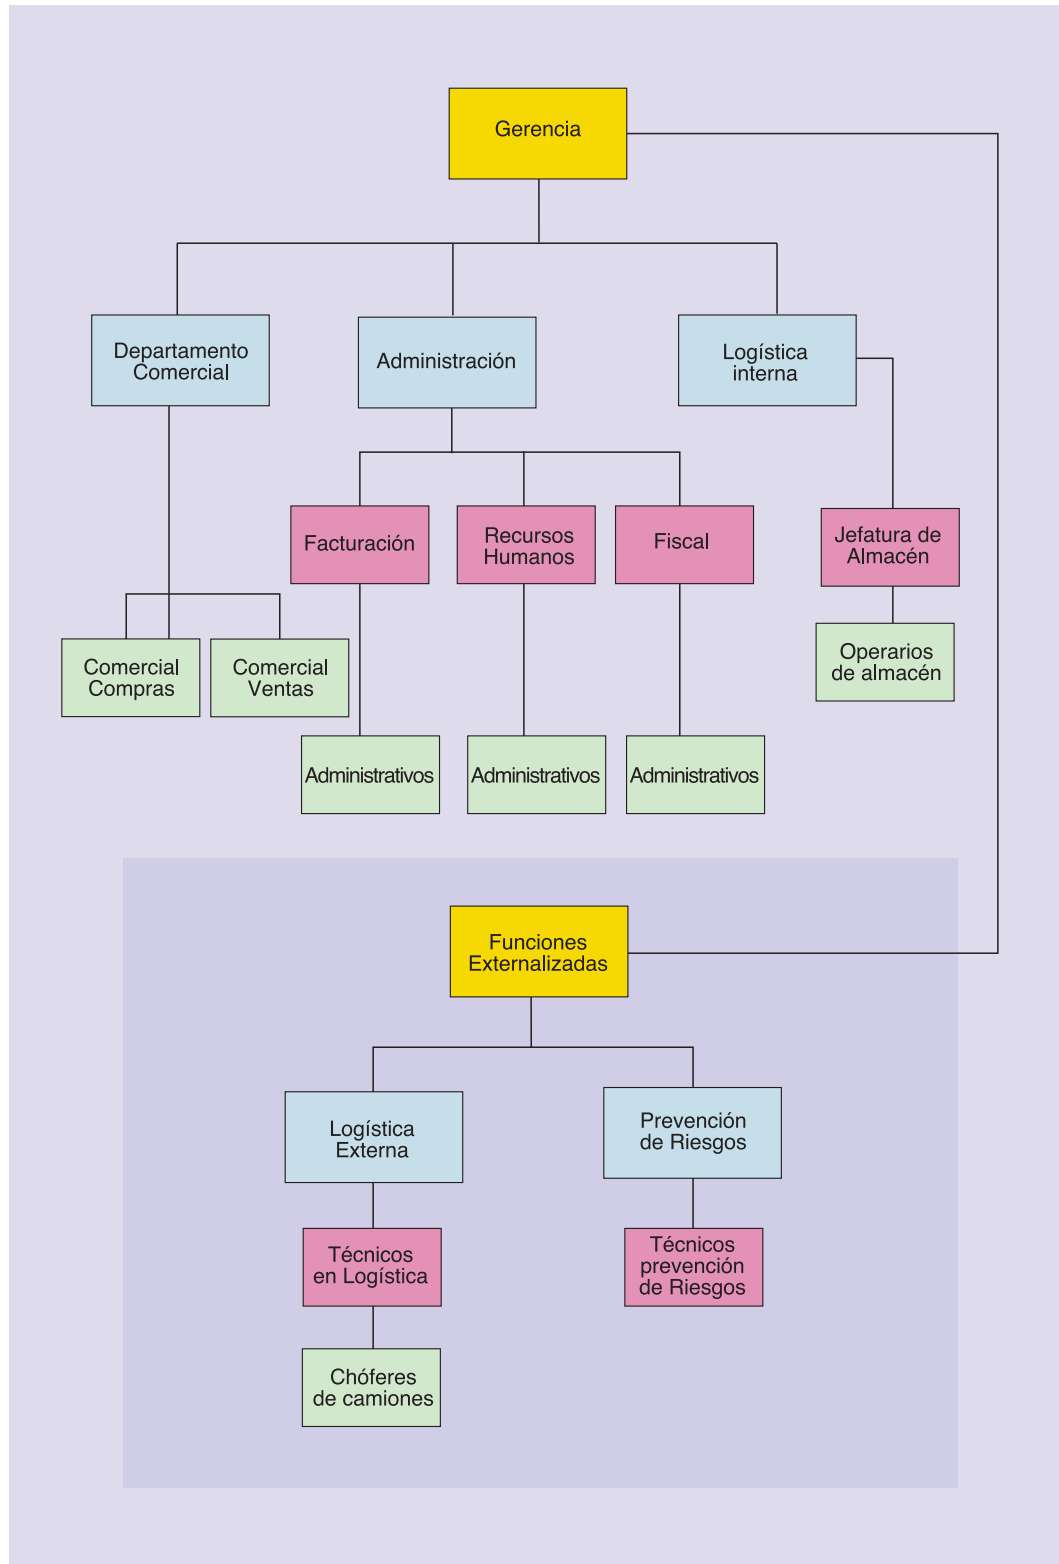 Gerencia
Departamento
Comercial
Administración
Logística
interna
Facturación
Recursos
Humanos
Fiscal
Jefatura de
Almacén
Comercial
Compras
Comercial
Ventas
Operarios
de almacén
Administrativos
Administrativos
Administrativos
Funciones
Externalizadas
Logística
Externa
Prevención
de Riesgos
Técnicos
en Logística
Técnicos
prevención
de Riesgos
Chóferes
de camiones